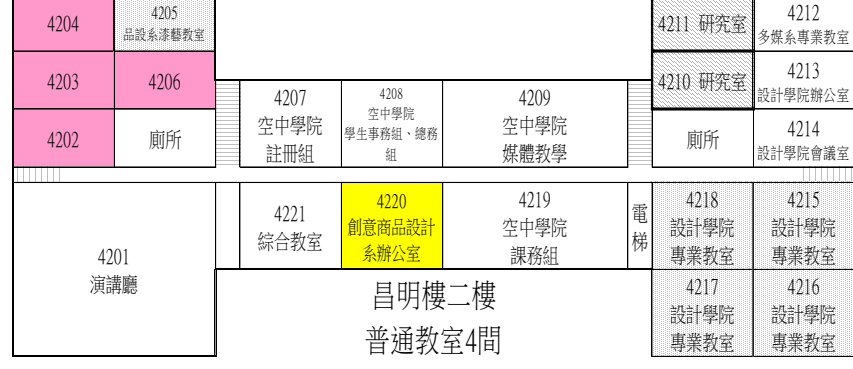 4204
4205
品設系漆藝教室
4211 研究室
4212
多媒系專業教室
4203
4206
4210 研究室
4213
設計學院辦公室
4207
空中學院
註冊組
4208
空中學院
學生事務組、總務
組
4209
空中學院
媒體教學
4202
廁所
廁所
4214
設計學院會議室
4201
演講廳
4221
綜合教室
4220
創意商品設計
系辦公室
4219
空中學院
課務組
電
梯
4218
設計學院
專業教室
4215
設計學院
專業教室
4217
設計學院
專業教室
4216
設計學院
專業教室
昌明樓二樓
普通教室4間